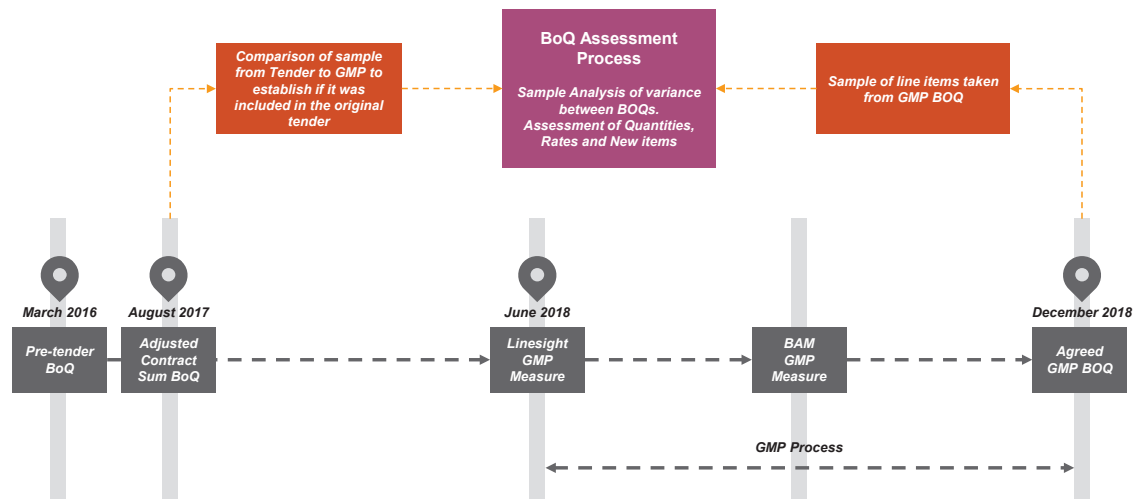 Comparison of sample
from Tender to GMP to
establish if it was
included in the original
tender
BoQ Assessment
Process
Sample Analysis of variance
between BOQs.
Assessment of Quantities,
Rates and New items
Sample of line items taken
from GMP BOQ
March 2016
August 2017
June 2018
December 2018
Pre-tender
BoQ
Adjusted
Contract
Sum BoQ
Linesight
GMP
Measure
BAM
GMP
Measure
Agreed
GMP BOQ
GMP Process